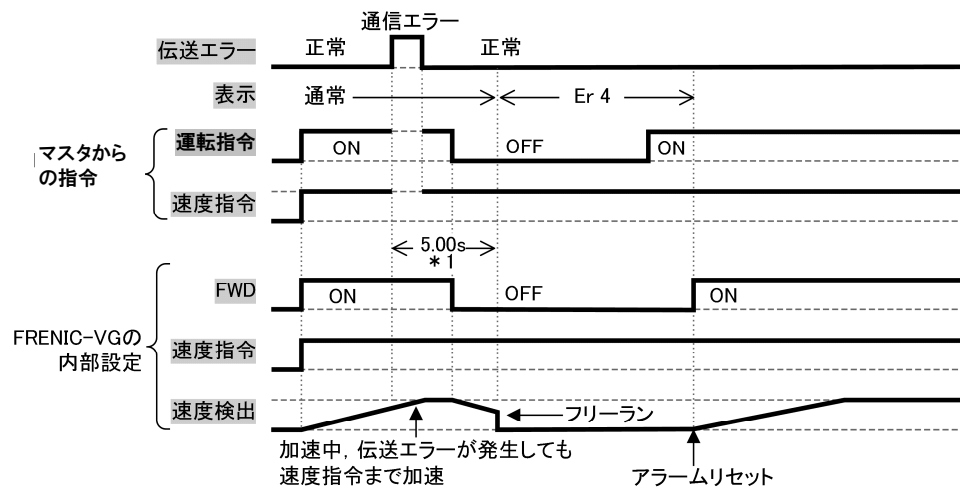 通信エラー
伝送エラー 正常 正常
表示 通常 Er 4
マスタから
の指令
運転指令 ON OFF ON
速度指令
5.00s
*1
FRENIC-VGの
内部設定
FWD ON OFF ON
速度指令
速度検出 フリーラン
加速中, 伝送エラーが発生しても
速度指令まで加速
アラームリセット